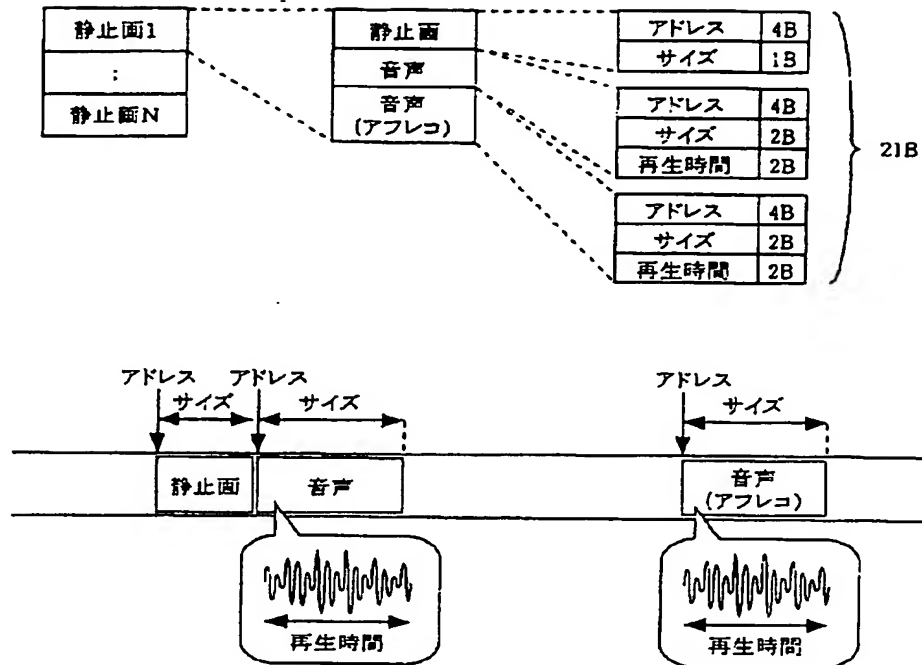 静止画1
:
静止画N
静止画
音声
音声
(アフレコ)
アドレス 4B
サイズ 1B
アドレス 4B
サイズ 2B
再生時間 2B
アドレス 4B
サイズ 2B
再生時間 2B
21B
アドレス アドレス
サイズ サイズ
静止画 音声
再生時間
アドレス
サイズ
音声
(アフレコ)
再生時間